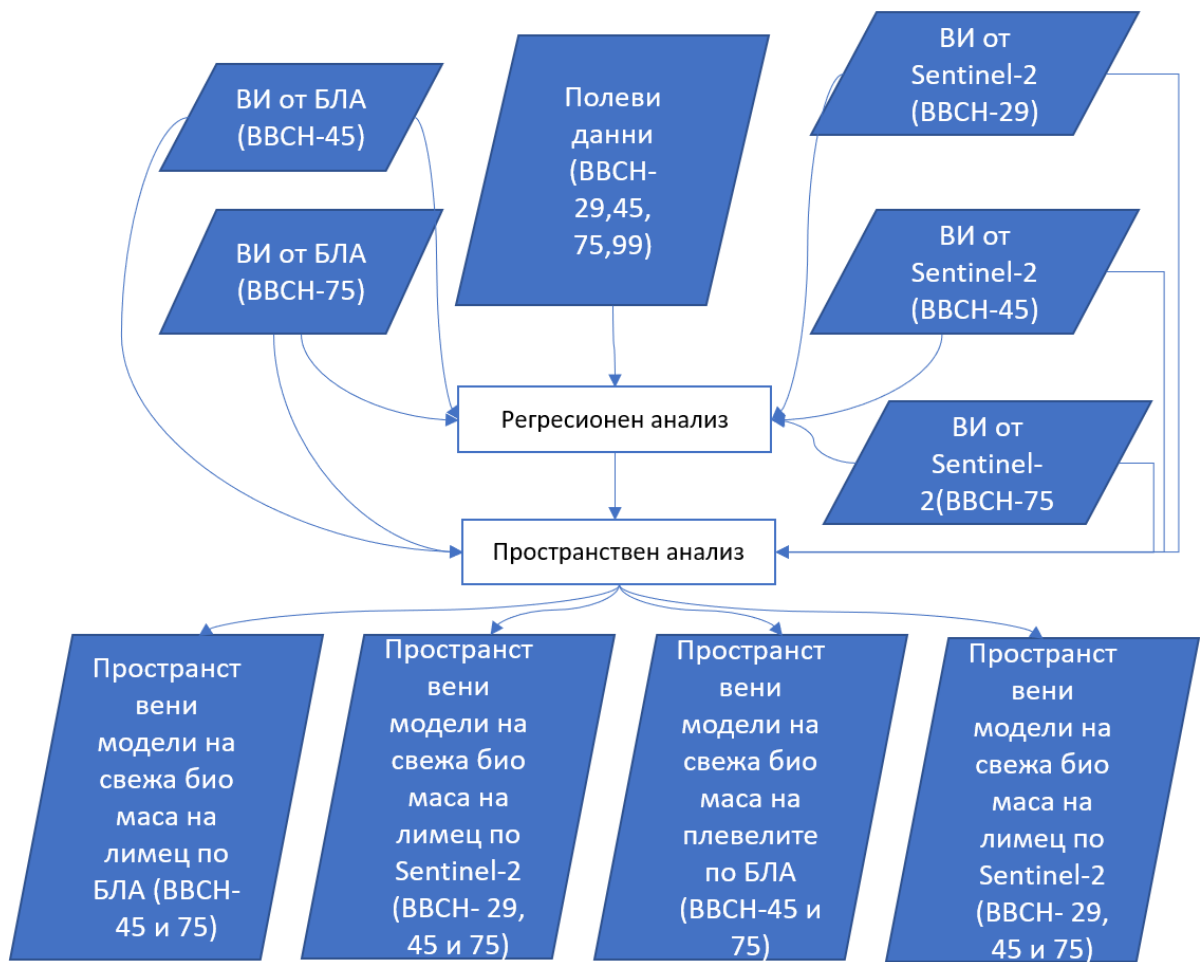 ВИ от БЛА
(BBCH-45)
Полеви
данни
(BBCH-
29,45,
75,99)
ВИ от
Sentinel-2
(BBCH-29)
ВИ от БЛА
(BBCH-75)
ВИ от
Sentinel-2
(BBCH-45)
Регресионен анализ
ВИ от
Sentinel-
2(BBCH-75
Пространствен анализ
Пространст
вени
модели на
свежа био
маса на
лимец по
БЛА (BBCH-
45 и 75)
Пространст
вени
модели на
свежа био
маса на
лимец по
Sentinel-2
(BBCH- 29,
45 и 75)
Пространст
вени
модели на
свежа био
маса на
плевелите
по БЛА
(BBCH-45 и
75)
Пространст
вени
модели на
свежа био
маса на
лимец по
Sentinel-2
(BBCH- 29,
45 и 75)